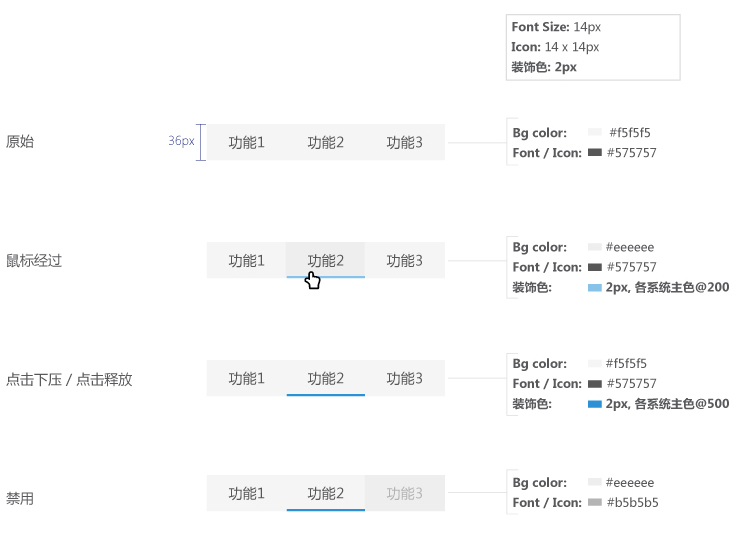 Font Size: 14px
Icon: 14 x 14px
装饰色: 2px
原始
36px
功能1 功能2 功能3
Bg color: #f5f5f5
Font / Icon: #575757
鼠标经过
功能1 功能2 功能3
Bg color: #eeeeee
Font / Icon: #575757
装饰色: 2px, 各系统主色@200
点击下压 / 点击释放
功能1 功能2 功能3
Bg color: #f5f5f5
Font / Icon: #575757
装饰色: 2px, 各系统主色@500
禁用
功能1 功能2 功能3
Bg color: #eeeeee
Font / Icon: #b5b5b5